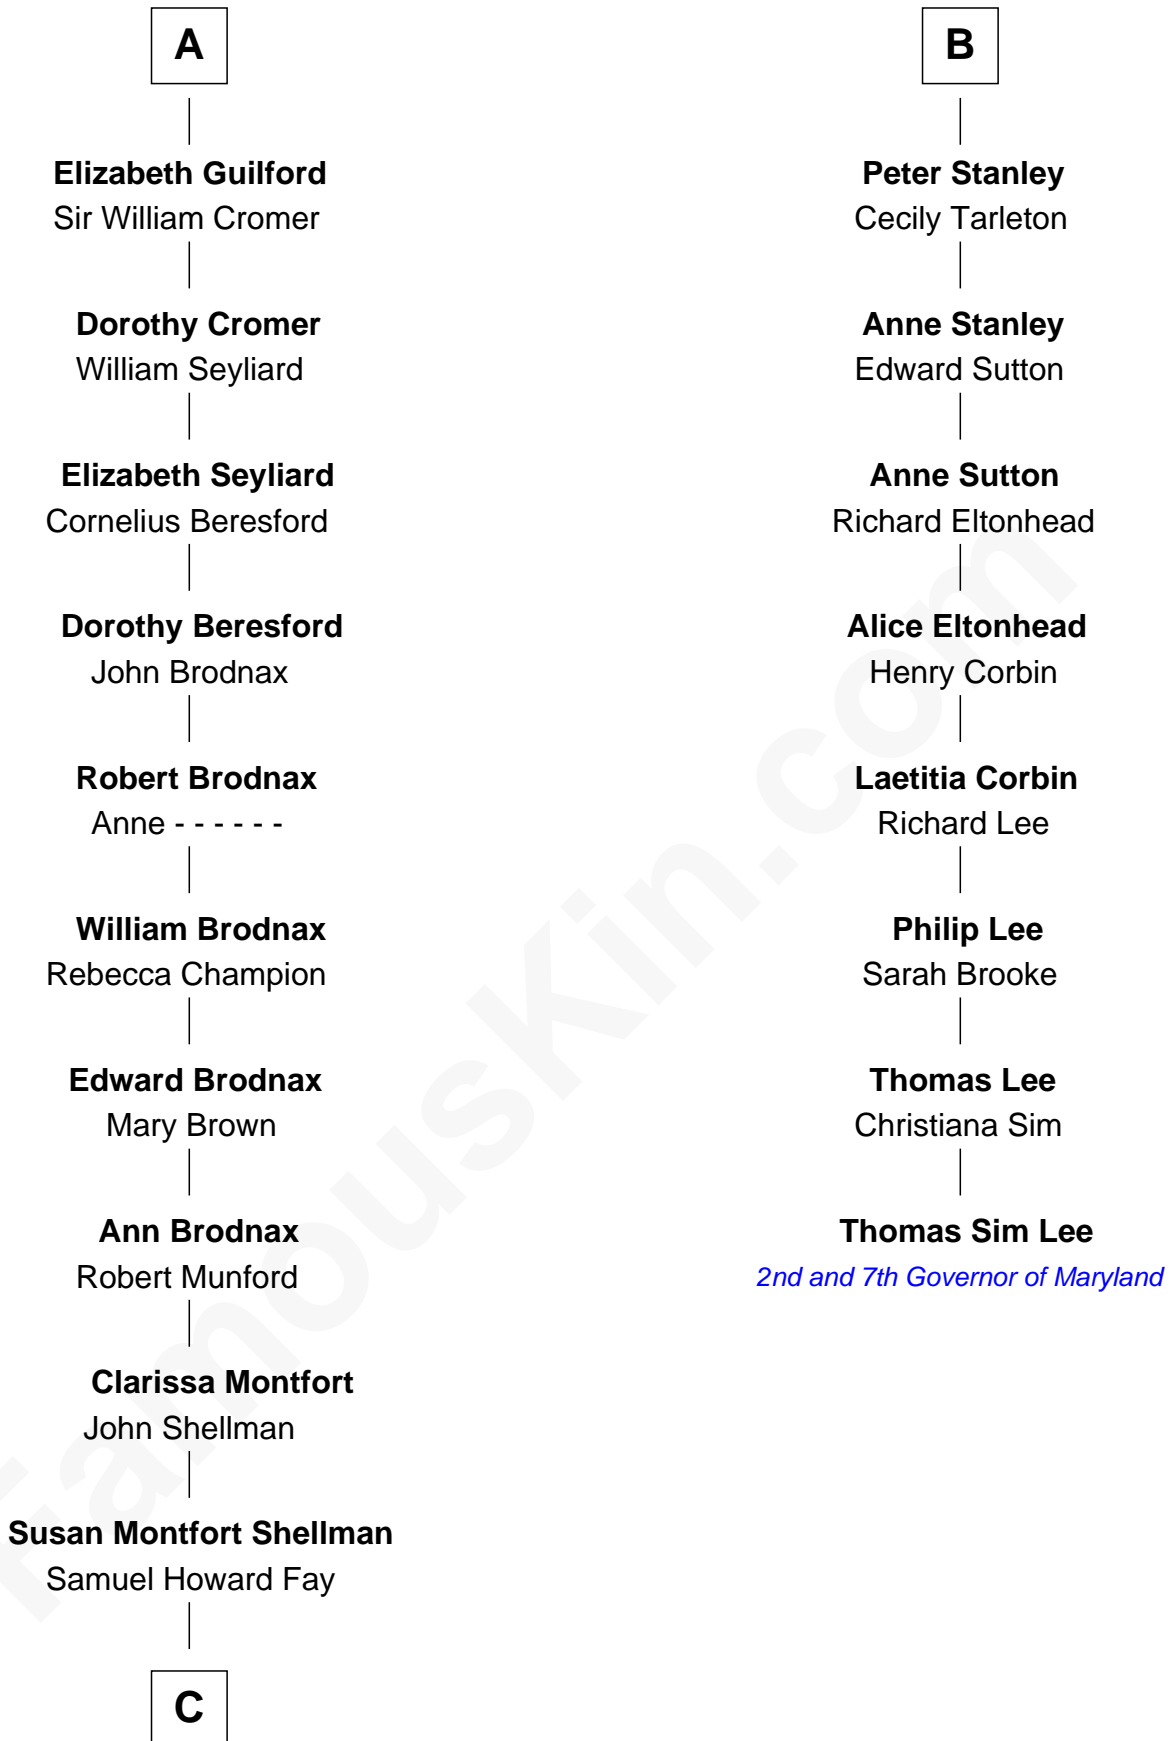 A
Elizabeth Guilford
Sir William Cromer
Dorothy Cromer
William Seyliard
Elizabeth Seyliard
Cornelius Beresford
Dorothy Beresford
John Brodnax
Robert Brodnax
Anne - - - - - -
William Brodnax
Rebecca Champion
Edward Brodnax
Mary Brown
Ann Brodnax
Robert Munford
Clarissa Montfort
John Shellman
Susan Montfort Shellman
Samuel Howard Fay
C
B
Peter Stanley
Cecily Tarleton
Anne Stanley
Edward Sutton
Anne Sutton
Richard Eltonhead
Alice Eltonhead
Henry Corbin
Laetitia Corbin
Richard Lee
Philip Lee
Sarah Brooke
Thomas Lee
Christiana Sim
Thomas Sim Lee
2nd and 7th Governor of Maryland
FamousKin.com